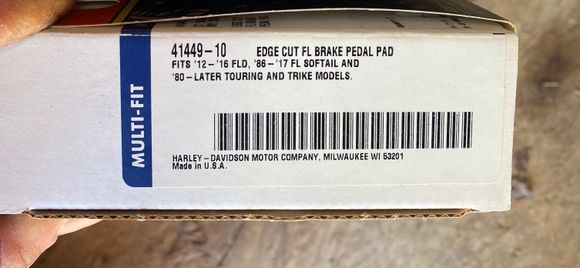 41449-10 EDGE CUT FL BRAKE PEDAL PAD
FITS '12-'16 FLD, '86-'17 FL SOFTAIL AND
'80-LATER TOURING AND TRIKE MODELS.
MULTI-FIT
HARLEY-DAVIDSON MOTOR COMPANY, MILWAUKEE WI 53201
Made in U.S.A.